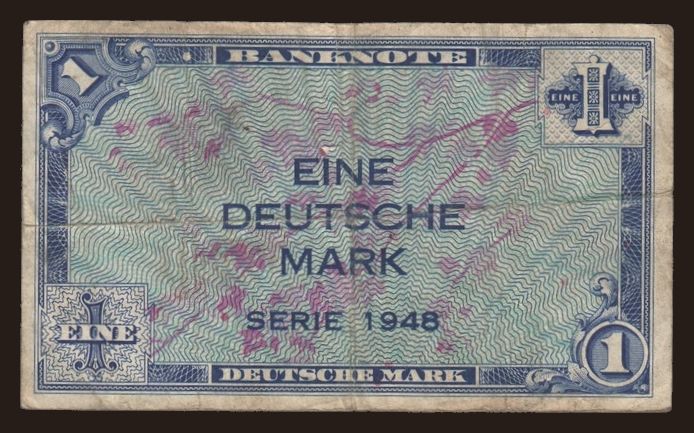 1
BANKNOTE
1
EINE EINE
EINE
DEUTSCHE
MARK
SERIE 1948
1
EINE
DEUTSCHE MARK
1